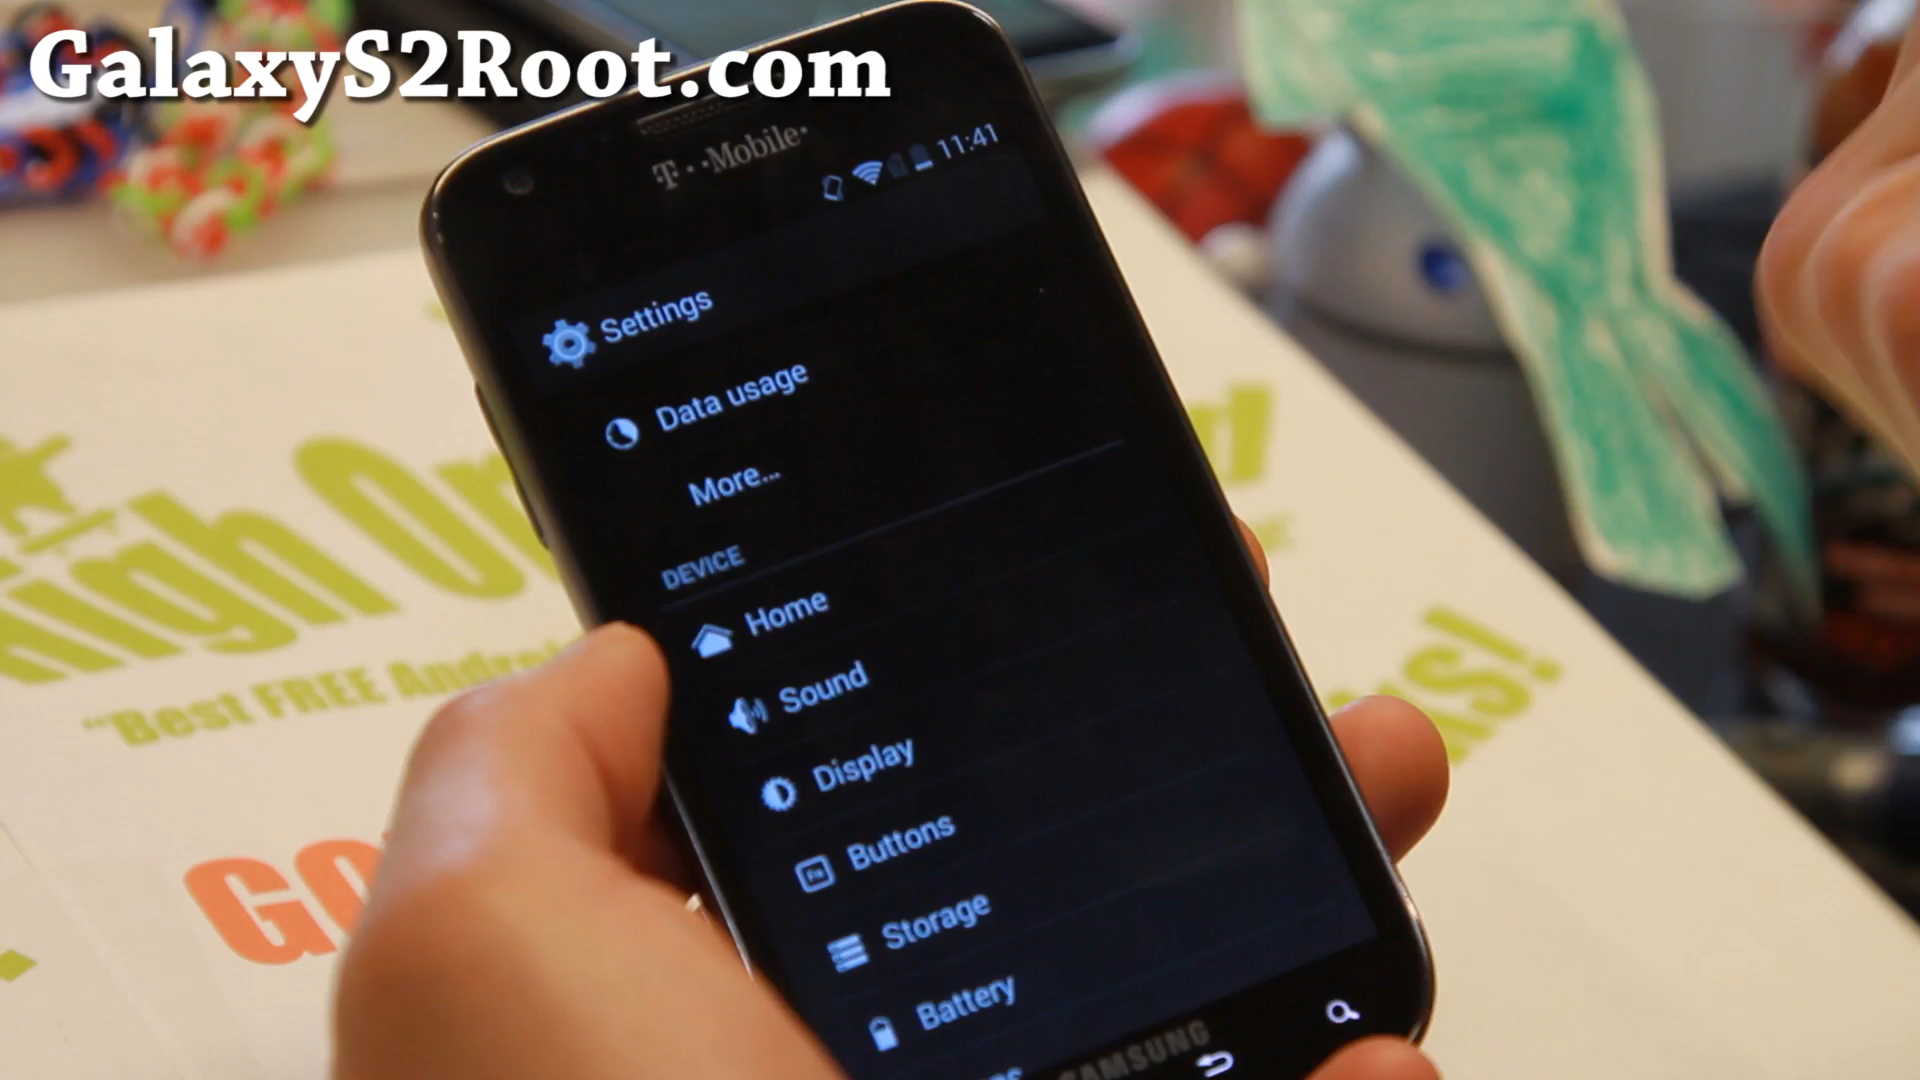 GalaxyS2Root.com
T··Mobile·
11:41
Settings
Data usage
More...
DEVICE
Home
Sound
Display
Buttons
Storage
Battery
SAMSUNG
High
"Best FREE